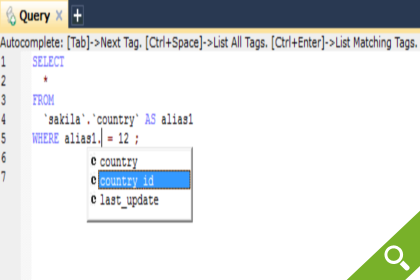 Query
Autocomplete: [Tab]->Next Tag. [Ctrl+Space]->List All Tags. [Ctrl+Enter]->List Matching Tags.
1 SELECT
2 *
3 FROM
4 `sakila`.`country` AS alias1
5 WHERE alias1. = 12 ;
6 c country
c country_id
7 c last_update